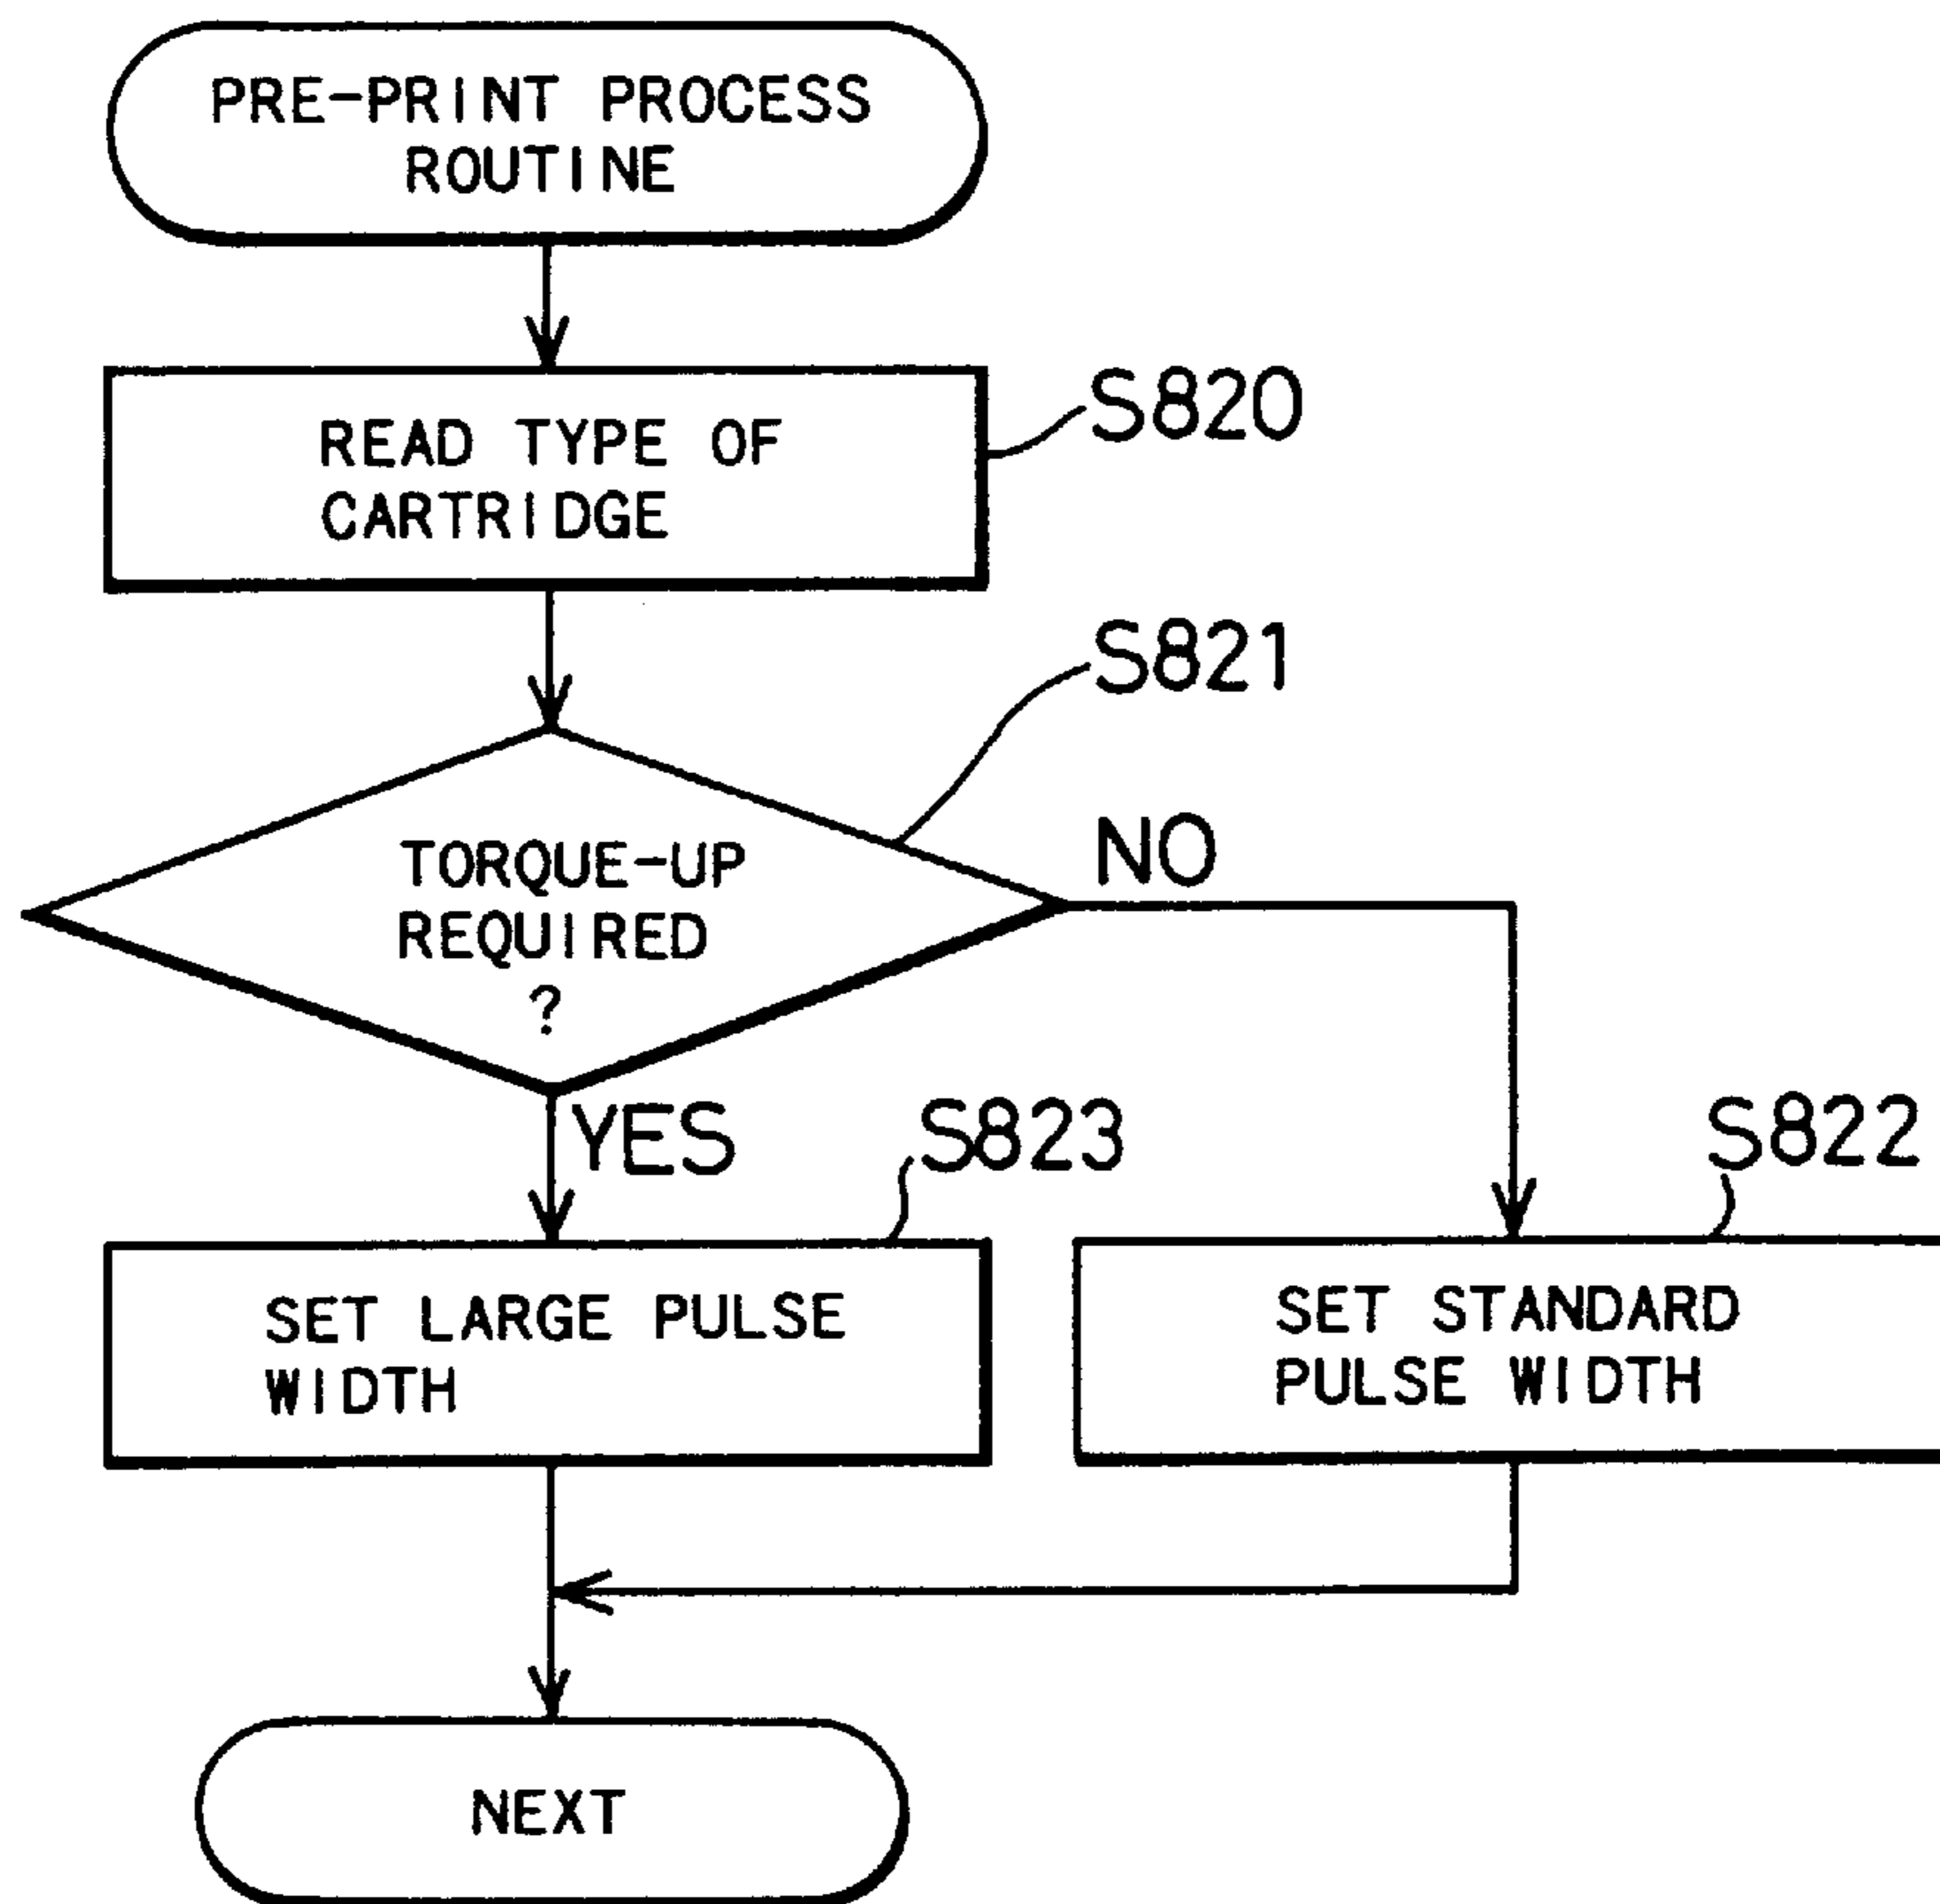 PRE-PRINT PROCESS
ROUTINE
READ TYPE OF
CARTRIDGE
S820
S821
TORQUE-UP
REQUIRED
?
NO
YES
S823
S822
SET LARGE PULSE
WIDTH
SET STANDARD
PULSE WIDTH
NEXT